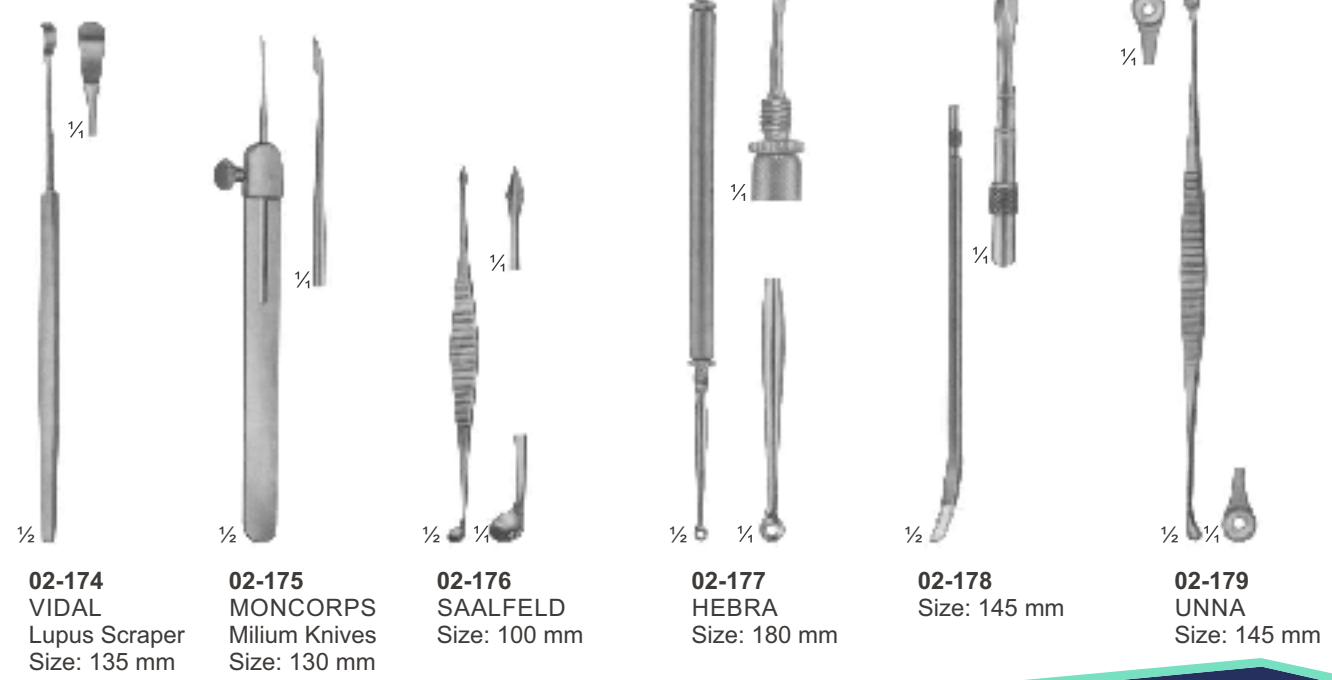 ⅟₁
⅟₁
⅟₁
⅟₁
⅟₁
⅟₁
⅟₁
½
½
½
⅟₁
½
⅟₁
½
½
⅟₁
02-174
VIDAL
Lupus Scraper
Size: 135 mm
02-175
MONCORPS
Milium Knives
Size: 130 mm
02-176
SAALFELD
Size: 100 mm
02-177
HEBRA
Size: 180 mm
02-178
Size: 145 mm
02-179
UNNA
Size: 145 mm